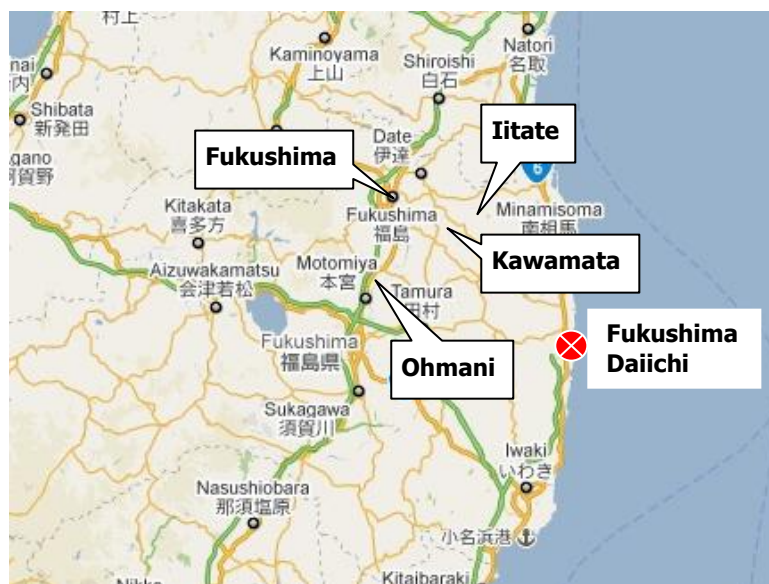 村上
Kaminoyama
上山
Natori
名取
Shiroishi
白石
nai
内
Shibata
新発田
Date
伊達
Iitate
Fukushima
6
gano
賀野
Kitakata
喜多方
Fukushima
福島
Minamisoma
南相馬
Kawamata
Motomiya
本宮
Aizuwakamatsu
会津若松
Tamura
田村
Fukushima
福島県
Ohmani
Fukushima
Daiichi
Sukagawa
須賀川
Iwaki
いわき
Nasushiobara
那須塩原
小名浜港
Nikko
Kitaibaraki